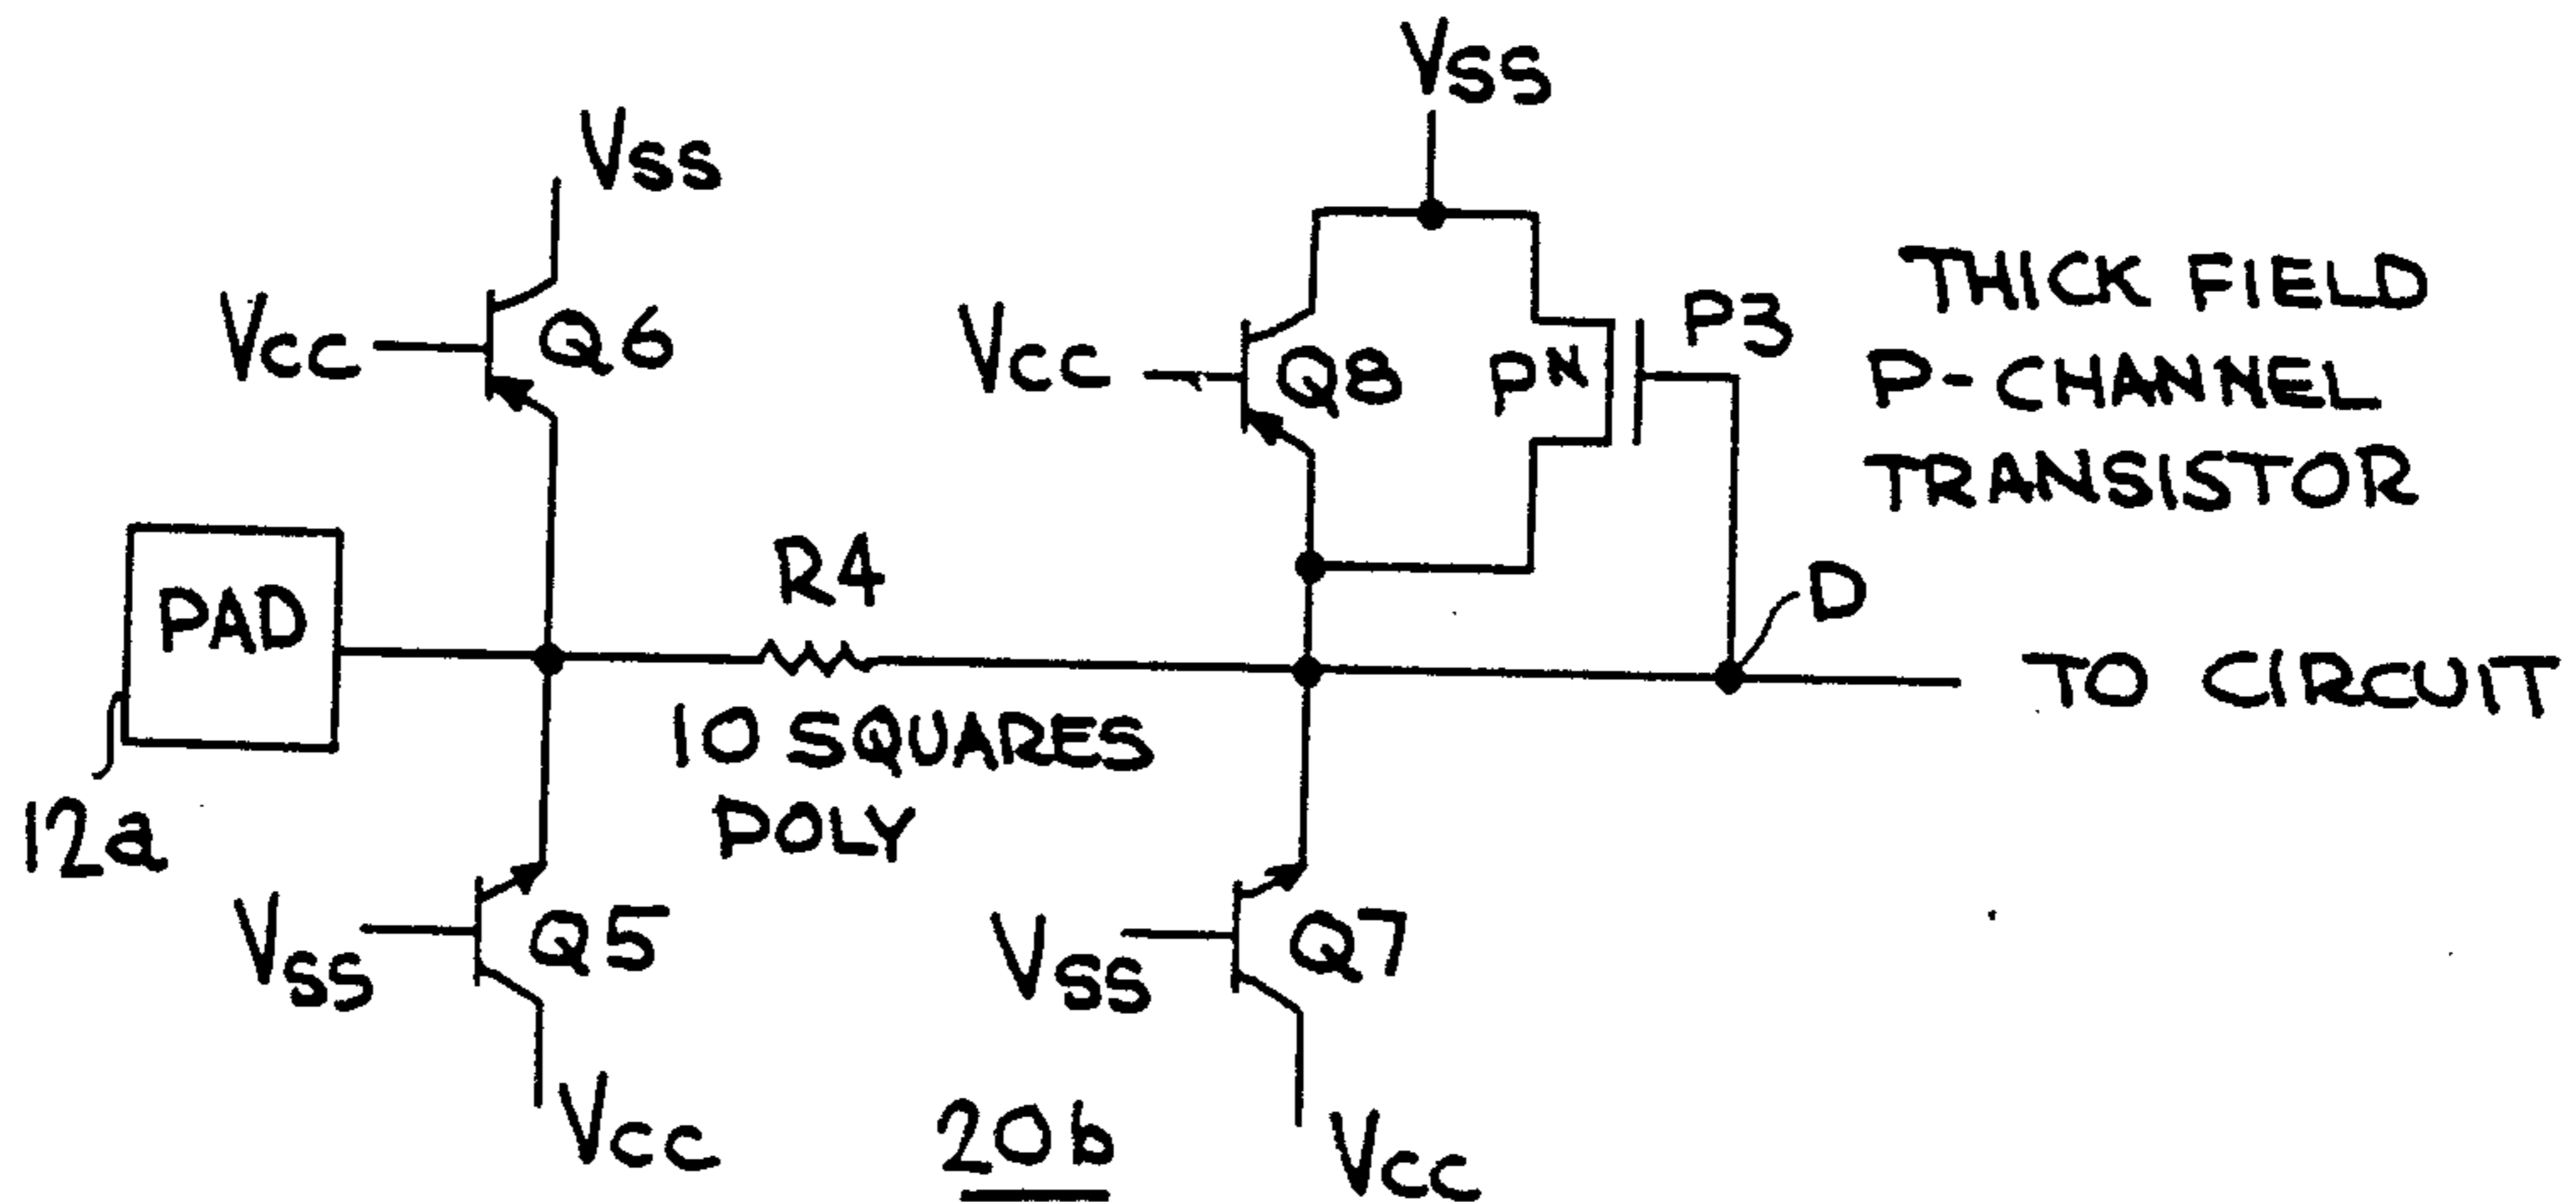 VSS
VSS
VCC
Q6
VCC
Q8
PN
P3
THICK FIELD
P-CHANNEL
TRANSISTOR
PAD
R4
D
10 SQUARES
POLY
TO CIRCUIT
12a
VSS
Q5
VSS
Q7
VCC
20b
VCC